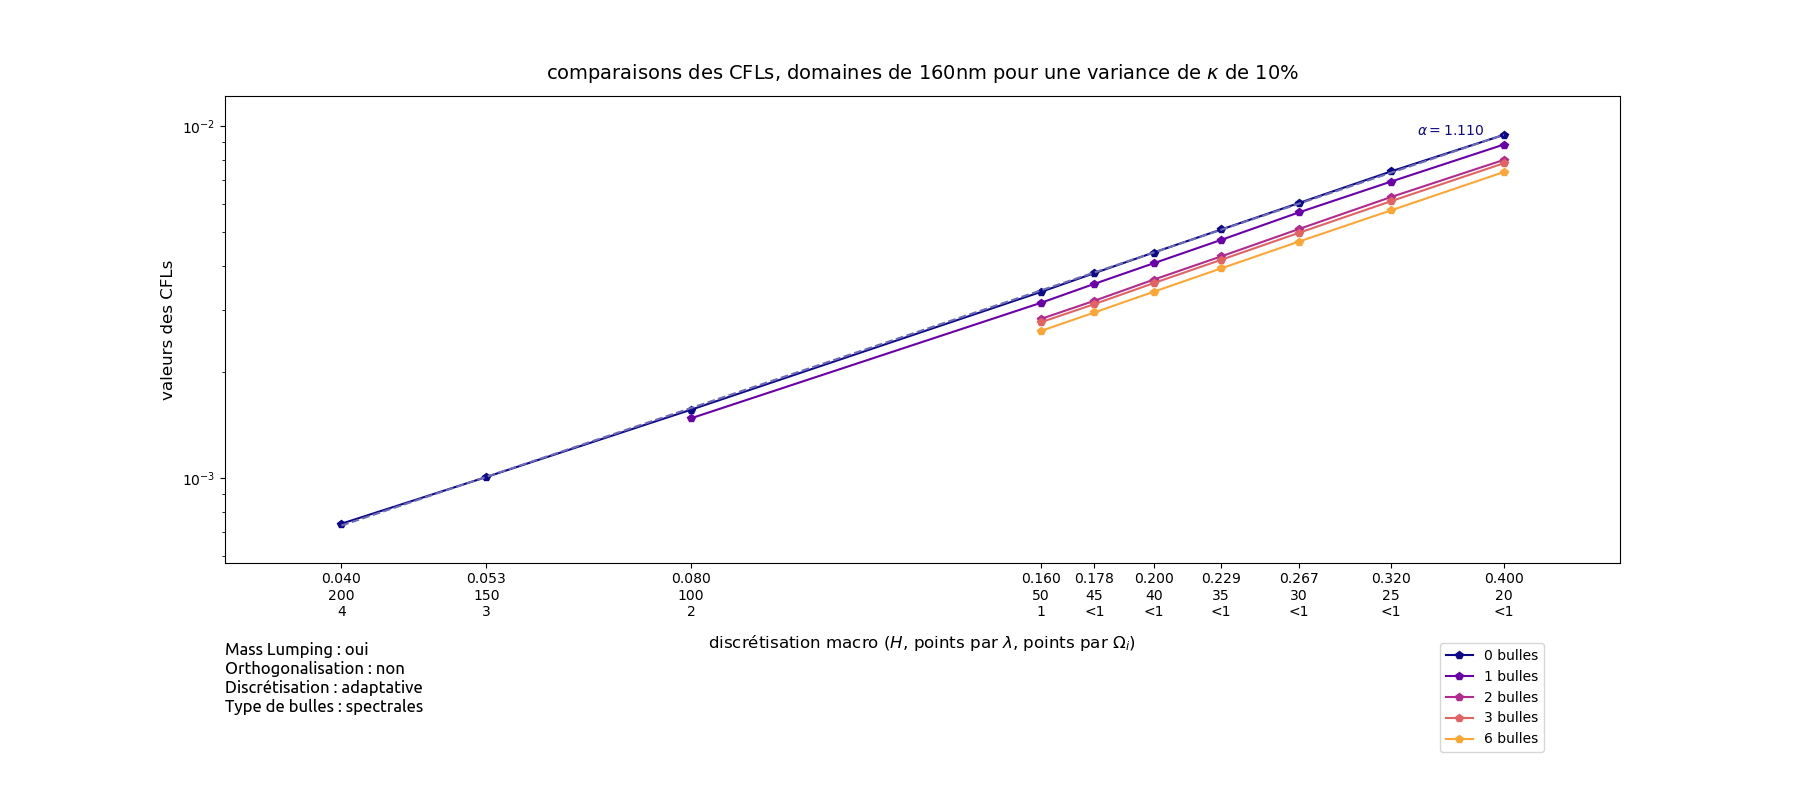 comparaisons des CFLs, domaines de 160nm pour une variance de κ de 10%
10⁻²
α = 1.110
valeurs des CFLs
10⁻³
0.040 0.053 0.080 0.160 0.178 0.200 0.229 0.267 0.320 0.400
200 150 100 50 45 40 35 30 25 20
4 3 2 1 <1 <1 <1 <1 <1 <1
discrétisation macro (H, points par λ, points par Ωᵢ)
Mass Lumping : oui
Orthogonalisation : non
Discrétisation : adaptative
Type de bulles : spectrales
0 bulles
1 bulles
2 bulles
3 bulles
6 bulles